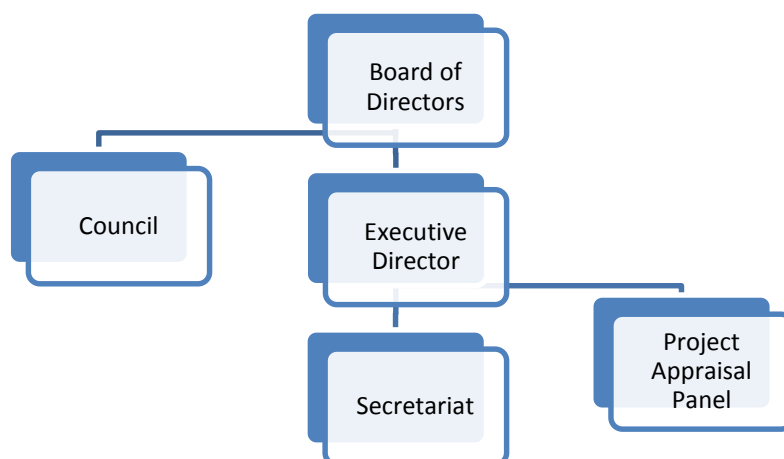 Board of
Directors
Council
Executive
Director
Project
Appraisal
Panel
Secretariat